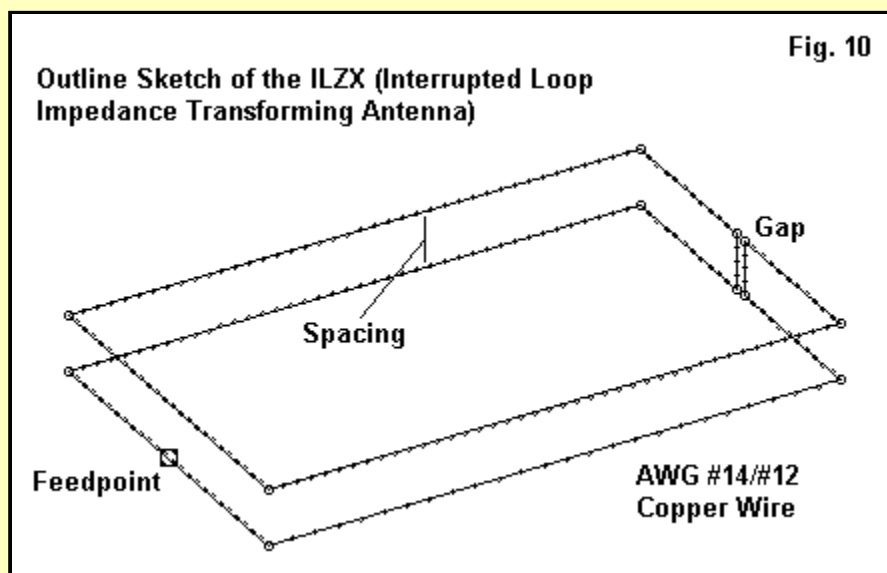 Fig. 10
Outline Sketch of the ILZX (Interrupted Loop
Impedance Transforming Antenna)
Gap
Spacing
Feedpoint
AWG #14/#12
Copper Wire